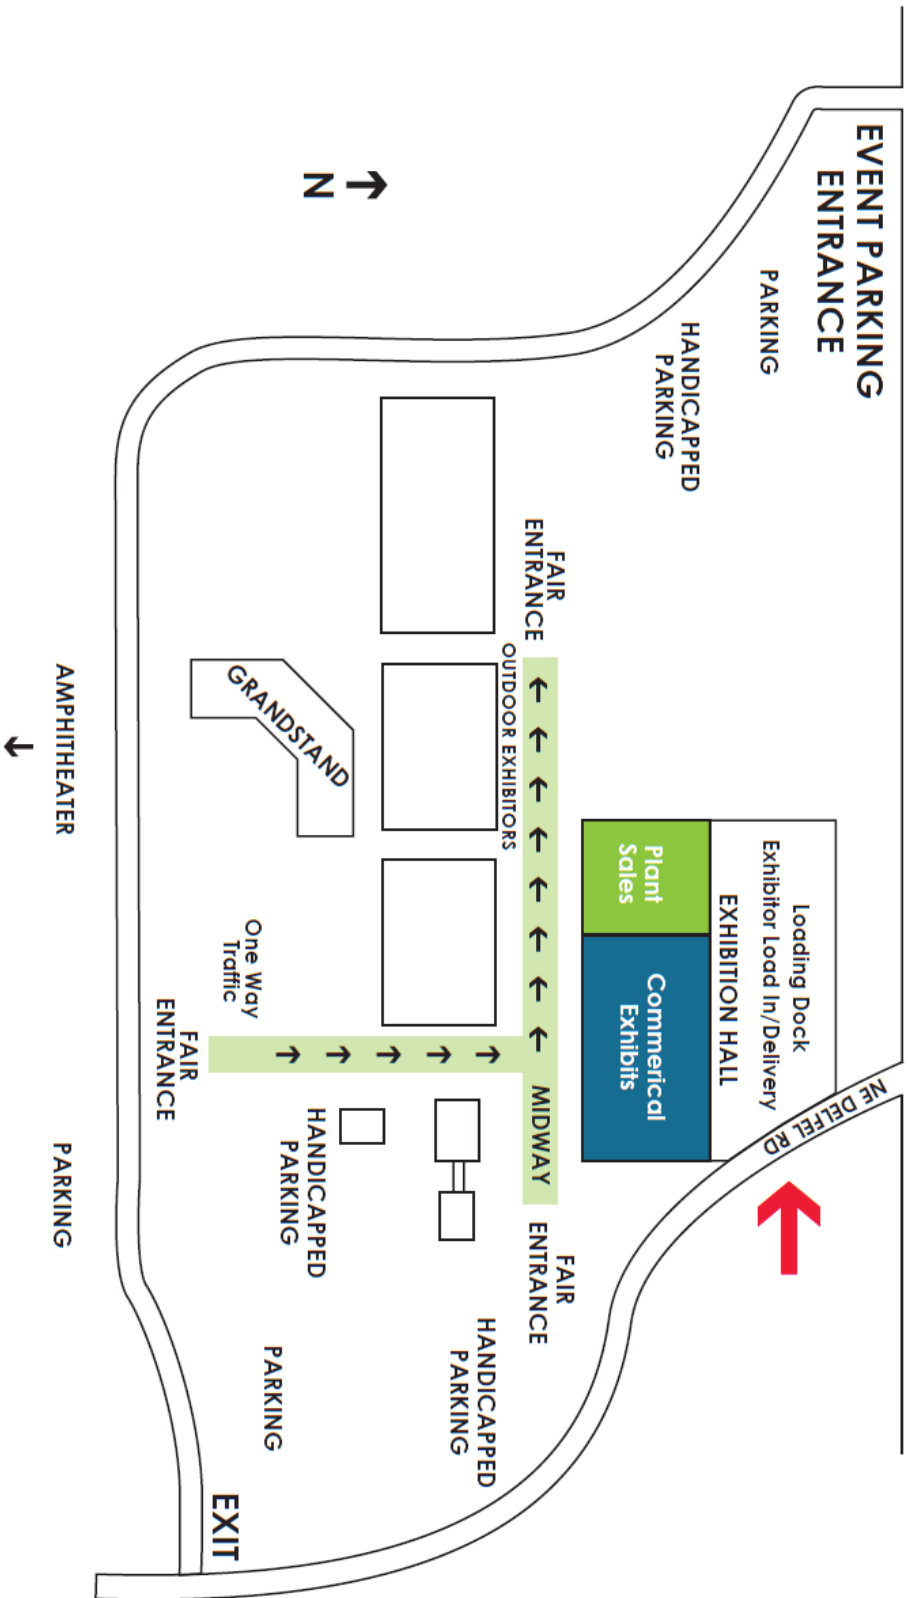 EVENT PARKING
ENTRANCE
PARKING
HANDICAPPED
PARKING
N
Loading Dock
Exhibitor Load In/Delivery
EXHIBITION HALL
NE DELFEL RD
Plant
Sales
Commerical
Exhibits
FAIR
ENTRANCE
MIDWAY
FAIR
ENTRANCE
OUTDOOR EXHIBITORS
HANDICAPPED
PARKING
GRANDSTAND
HANDICAPPED
PARKING
PARKING
One Way
Traffic
EXIT
FAIR
ENTRANCE
AMPHITHEATER
PARKING